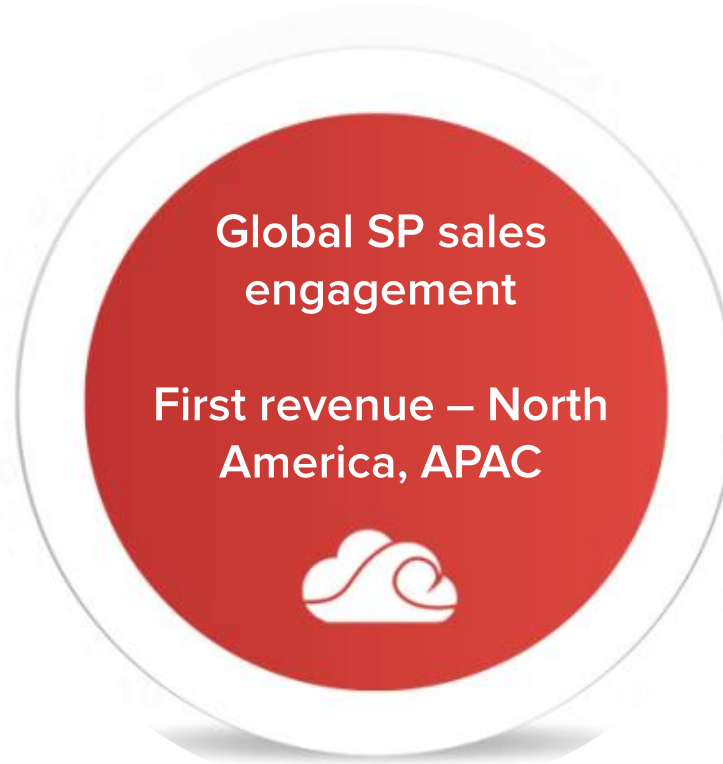 Global SP sales
engagement
First revenue – North
America, APAC